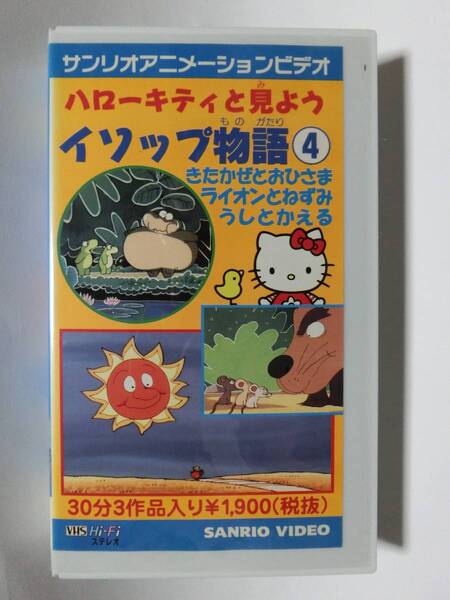 サンリオアニメーションビデオ
み
ハローキティと見よう
もの がたり
イソップ物語④
きたかぜとおひさま
ライオンとねずみ
うしとかえる
30分3作品入り¥1,900(税抜)
VHS Hi-Fi
ステレオ
SANRIO VIDEO